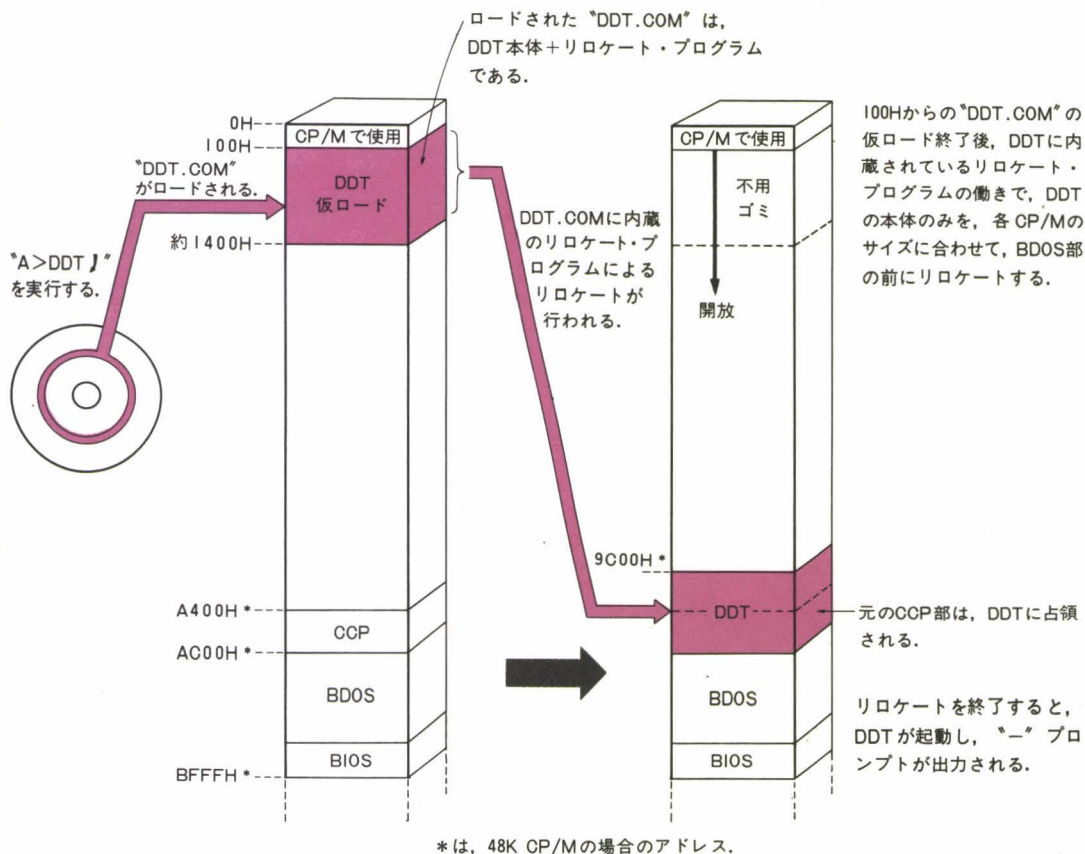 ロードされた “DDT.COM” は,
DDT本体＋リロケート・プログラム
である.
0H
CP/Mで使用
100H
“DDT.COM”
がロードされる.
DDT
仮ロード
約1400H
“A>DDT⤶”
を実行する.
A400H *
CCP
AC00H *
BDOS
BIOS
BFFFH *
DDT.COMに内蔵
のリロケート・プ
ログラムによる
リロケートが
行われる.
CP/Mで使用
不用
ゴミ
開放
9C00H *
DDT
BDOS
BIOS
100Hからの“DDT.COM”の
仮ロード終了後, DDTに内
蔵されているリロケート・
プログラムの働きで, DDT
の本体のみを, 各CP/Mの
サイズに合わせて, BDOS部
の前にリロケートする.
元のCCP部は, DDTに占領
される.
リロケートを終了すると,
DDTが起動し, “−” プロ
ンプトが出力される.
*は, 48K CP/Mの場合のアドレス.